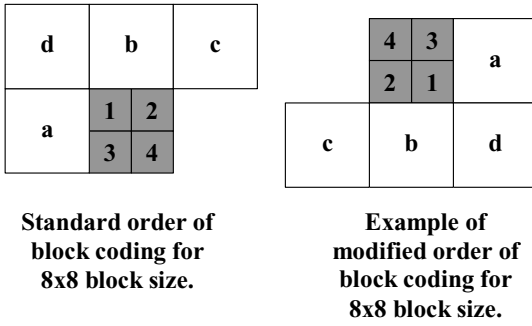 d b c
a 1 2
3 4
Standard order of
block coding for
8x8 block size.
4 3 a
2 1
c b d
Example of
modified order of
block coding for
8x8 block size.